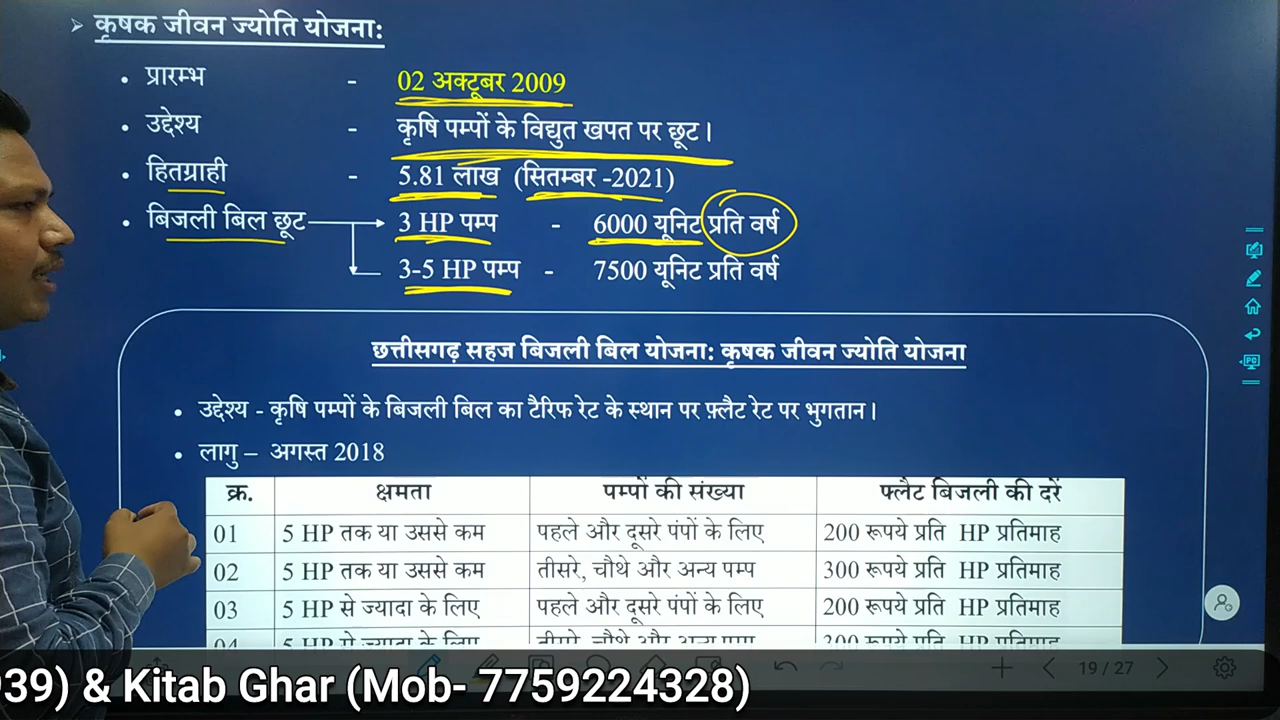 ➢ कृषक जीवन ज्योति योजना:
• प्रारम्भ - 02 अक्टूबर 2009
• उद्देश्य - कृषि पम्पों के विद्युत खपत पर छूट।
• हितग्राही - 5.81 लाख (सितम्बर -2021)
• बिजली बिल छूट 3 HP पम्प - 6000 यूनिट प्रति वर्ष
3-5 HP पम्प - 7500 यूनिट प्रति वर्ष
छत्तीसगढ़ सहज बिजली बिल योजना: कृषक जीवन ज्योति योजना
• उद्देश्य - कृषि पम्पों के बिजली बिल का टैरिफ रेट के स्थान पर फ़्लैट रेट पर भुगतान।
• लागु – अगस्त 2018
क्र. क्षमता पम्पों की संख्या फ्लैट बिजली की दरें
01 5 HP तक या उससे कम पहले और दूसरे पंपों के लिए 200 रूपये प्रति HP प्रतिमाह
02 5 HP तक या उससे कम तीसरे, चौथे और अन्य पम्प 300 रूपये प्रति HP प्रतिमाह
03 5 HP से ज्यादा के लिए पहले और दूसरे पंपों के लिए 200 रूपये प्रति HP प्रतिमाह
19 / 27
39) & Kitab Ghar (Mob- 7759224328)